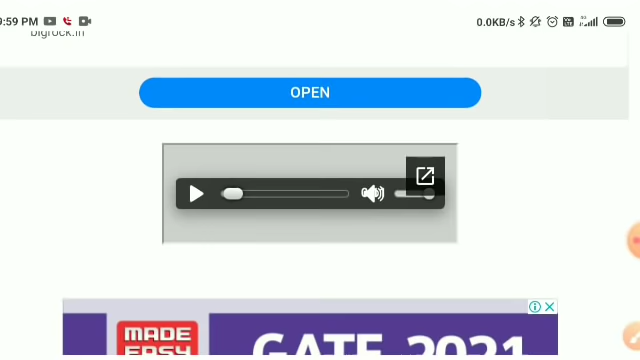 9:59 PM
0.0KB/s
bigrock.in
OPEN
MADE
EASY
GATE 2021